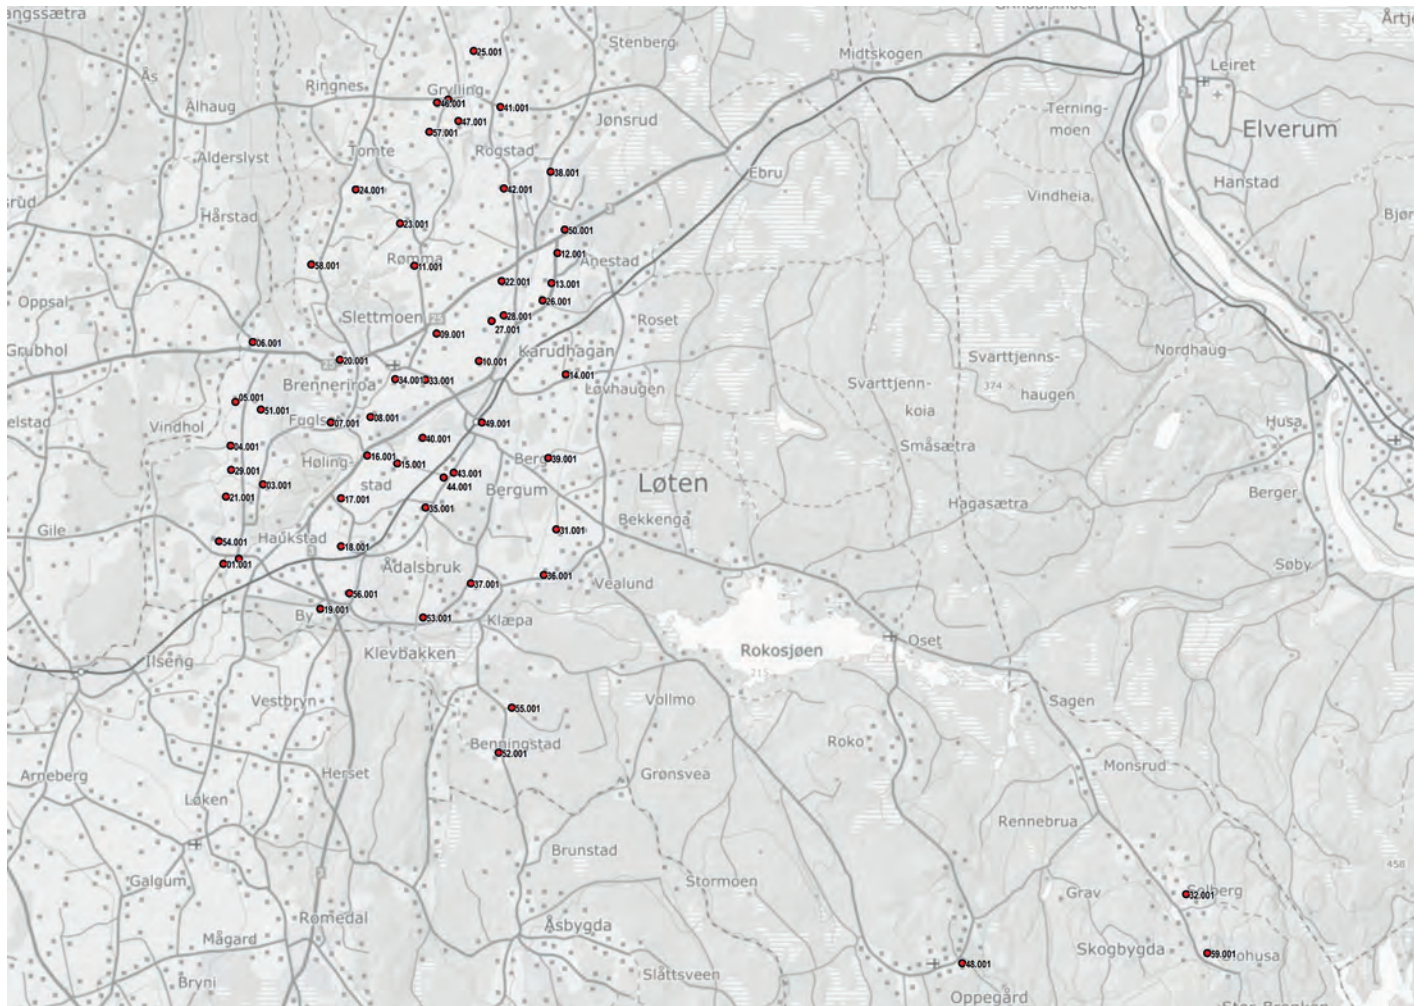 Stenberg
Midtskogen
Ås
Ringnes
Grylling
Ålhaug
Jønsrud
Leiret
Terning-
moen
Elverum
Alderslyst
Tomte
Rogstad
Ebru
Hanstad
Vindheia
Hårstad
Rømma
Ånestad
Oppsal
Slettmoen
Roset
Grubhol
Karudhagan
Nordhaug
Brenneriroa
Løvhaugen
Svarttjenn-
koia
Svarttjenns-
374
haugen
Husa
Vindhol
Småsætra
Høling-
stad
Bergum
Løten
Berger
Hagasætra
Gile
Haukstad
Bekkenga
Ådalsbruk
Vealund
Søby
By
Klæpa
Klevbakken
Rokosjøen
Oset
Ilseng
Vestbryn
Vollmo
Sagen
Benningstad
Roko
Monsrud
Arneberg
Herset
Grønsvea
Løken
Rennebrua
Brunstad
Galgum
Stormoen
Grav
Solberg
458
Romedal
Mågard
Åsbygda
Skogbygda
Bryni
Slåttsveen
Oppegård
25.001
46.001
41.001
47.001
57.001
38.001
24.001
42.001
23.001
50.001
58.001
11.001
12.001
22.001
13.001
26.001
28.001
27.001
09.001
06.001
20.001
10.001
34.001
33.001
14.001
05.001
51.001
07.001
08.001
49.001
40.001
04.001
16.001
15.001
39.001
29.001
43.001
44.001
03.001
21.001
17.001
35.001
31.001
54.001
18.001
01.001
36.001
37.001
56.001
19.001
53.001
55.001
52.001
32.001
59.001
48.001